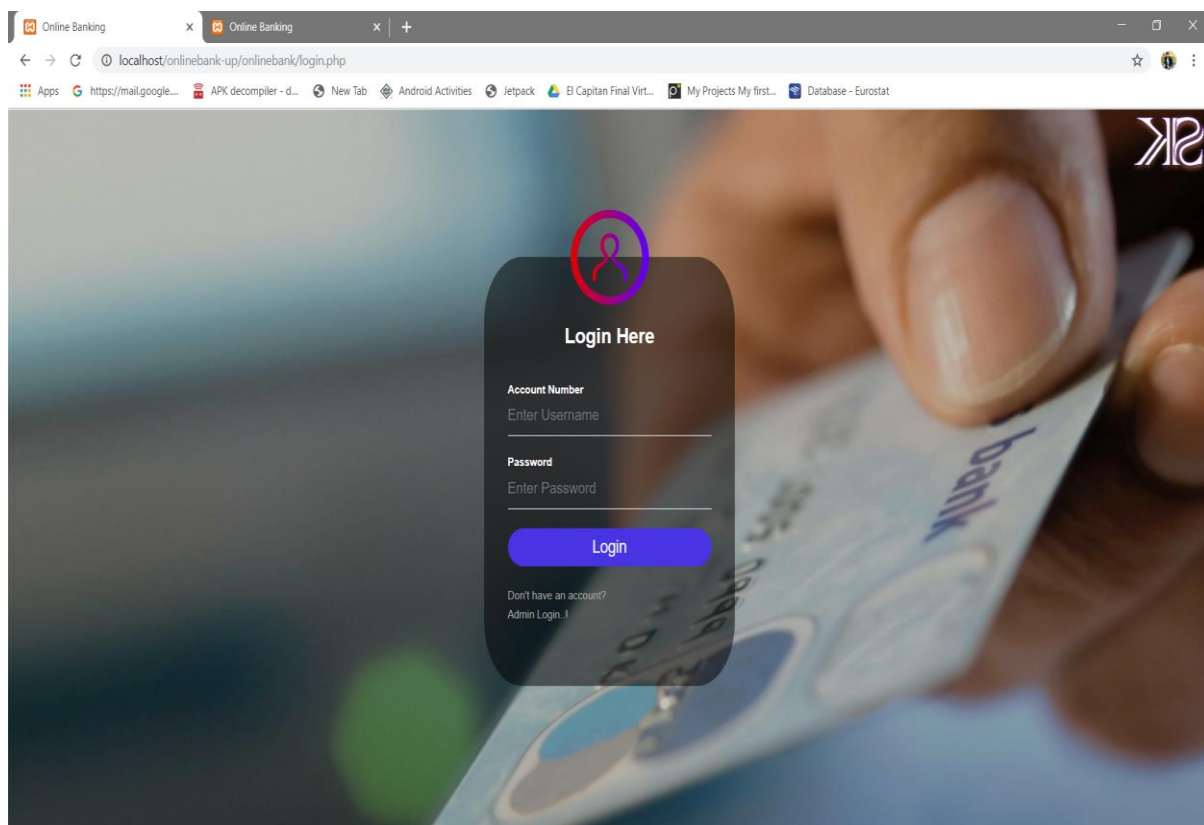 Online Banking
Online Banking
localhost/onlinebank-up/onlinebank/login.php
Apps
https://mail.google....
APK decompiler - d...
New Tab
Android Activities
Jetpack
El Capitan Final Virt...
My Projects My first...
Database - Eurostat
SK
Login Here
Account Number
Enter Username
Password
Enter Password
Login
Don't have an account?
Admin Login..!
bank